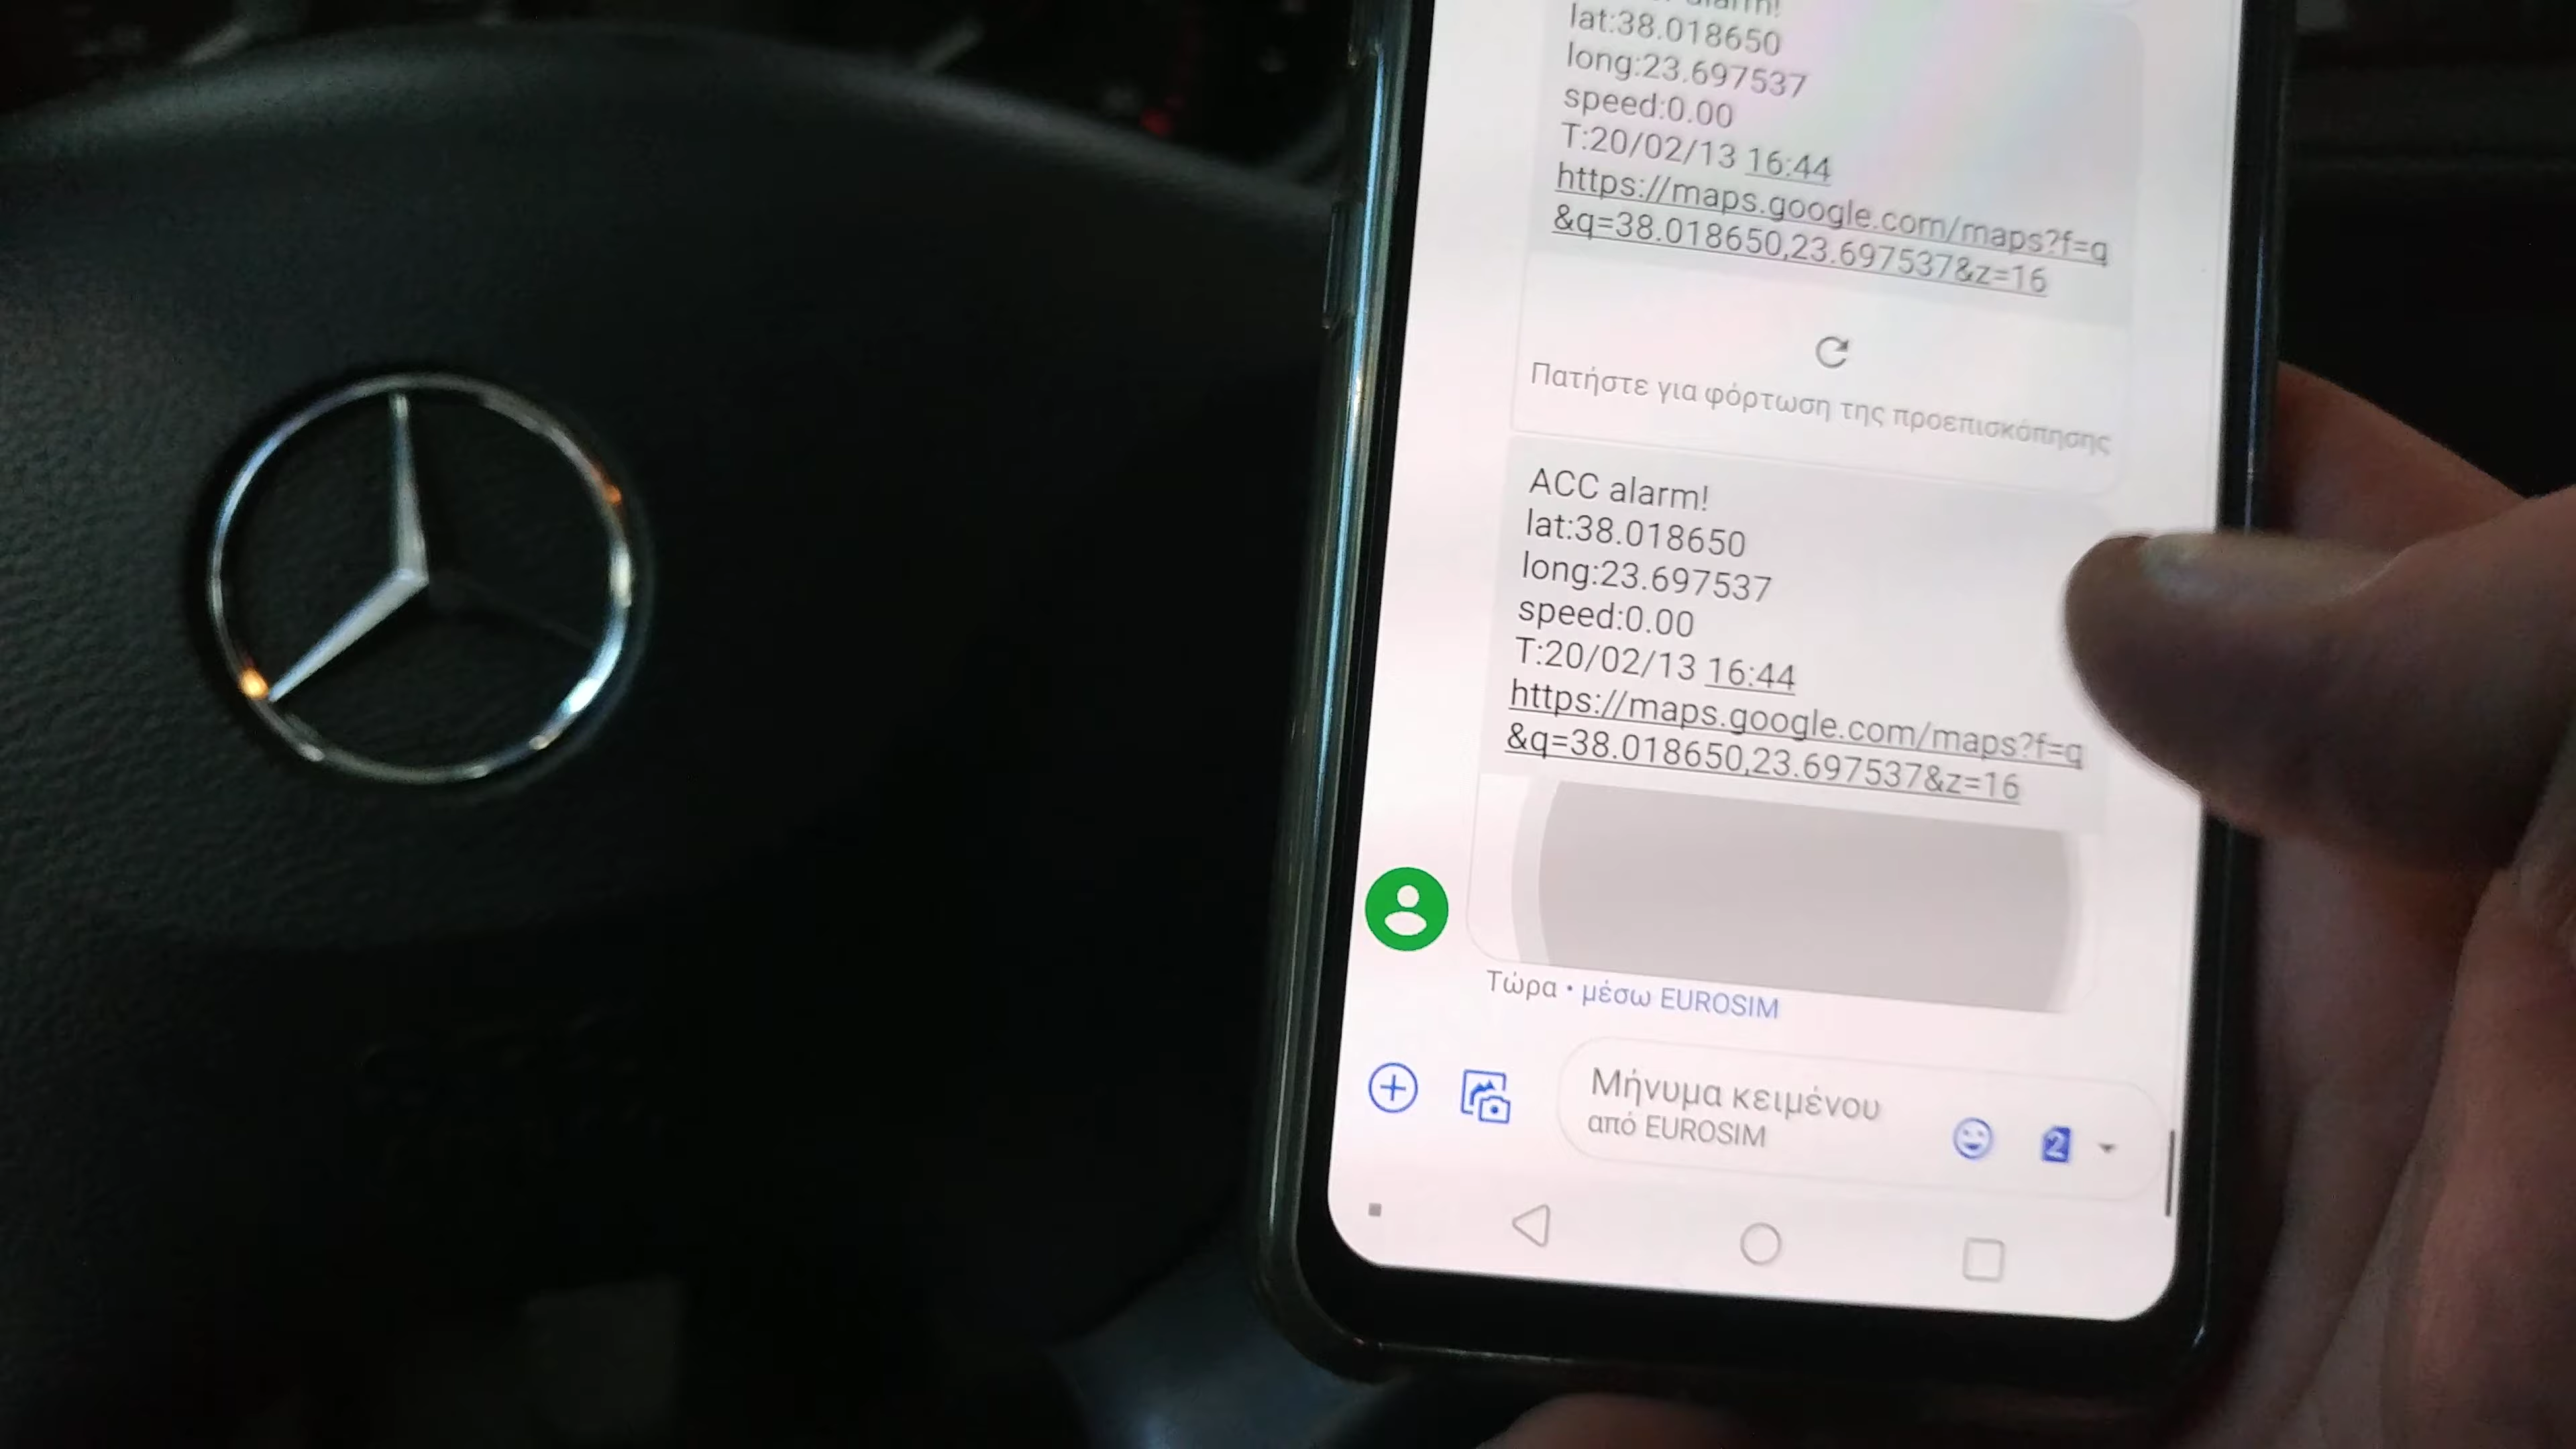 alarm!
lat:38.018650
long:23.697537
speed:0.00
T:20/02/13 16:44
https://maps.google.com/maps?f=q
&q=38.018650,23.697537&z=16
Πατήστε για φόρτωση της προεπισκόπησης
ACC alarm!
lat:38.018650
long:23.697537
speed:0.00
T:20/02/13 16:44
https://maps.google.com/maps?f=q
&q=38.018650,23.697537&z=16
Τώρα • μέσω EUROSIM
Μήνυμα κειμένου
από EUROSIM
2